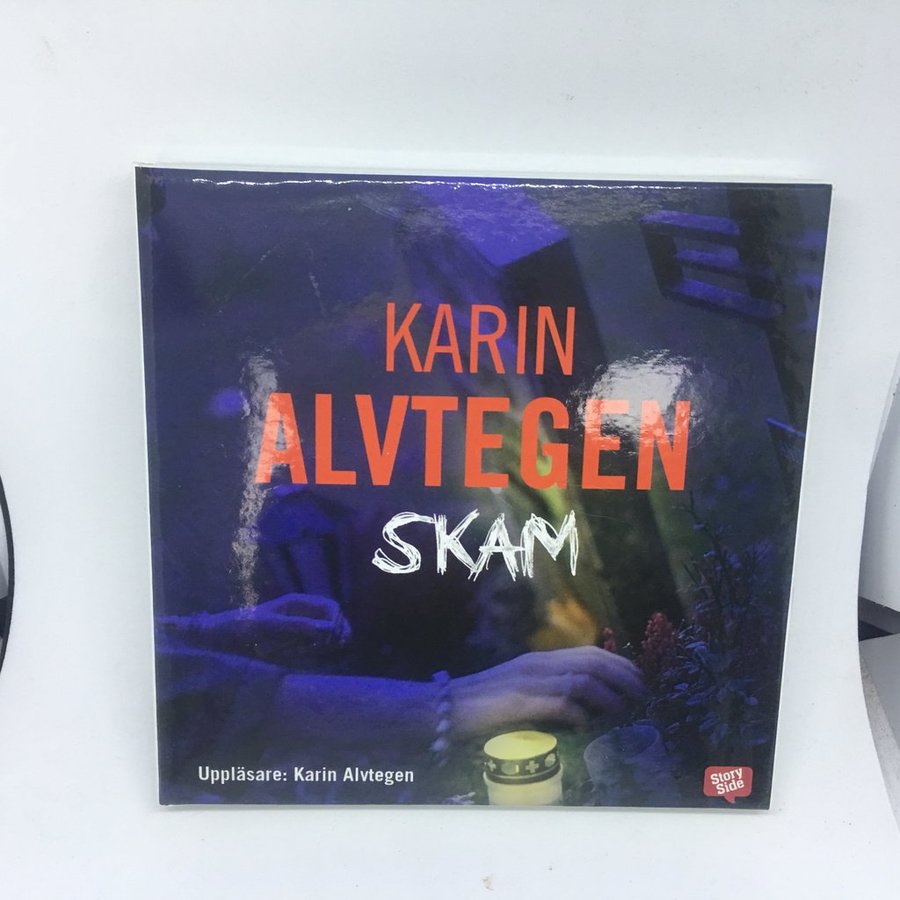 KARIN
ALVTEGEN
SKAM
Uppläsare: Karin Alvtegen
Story
Side